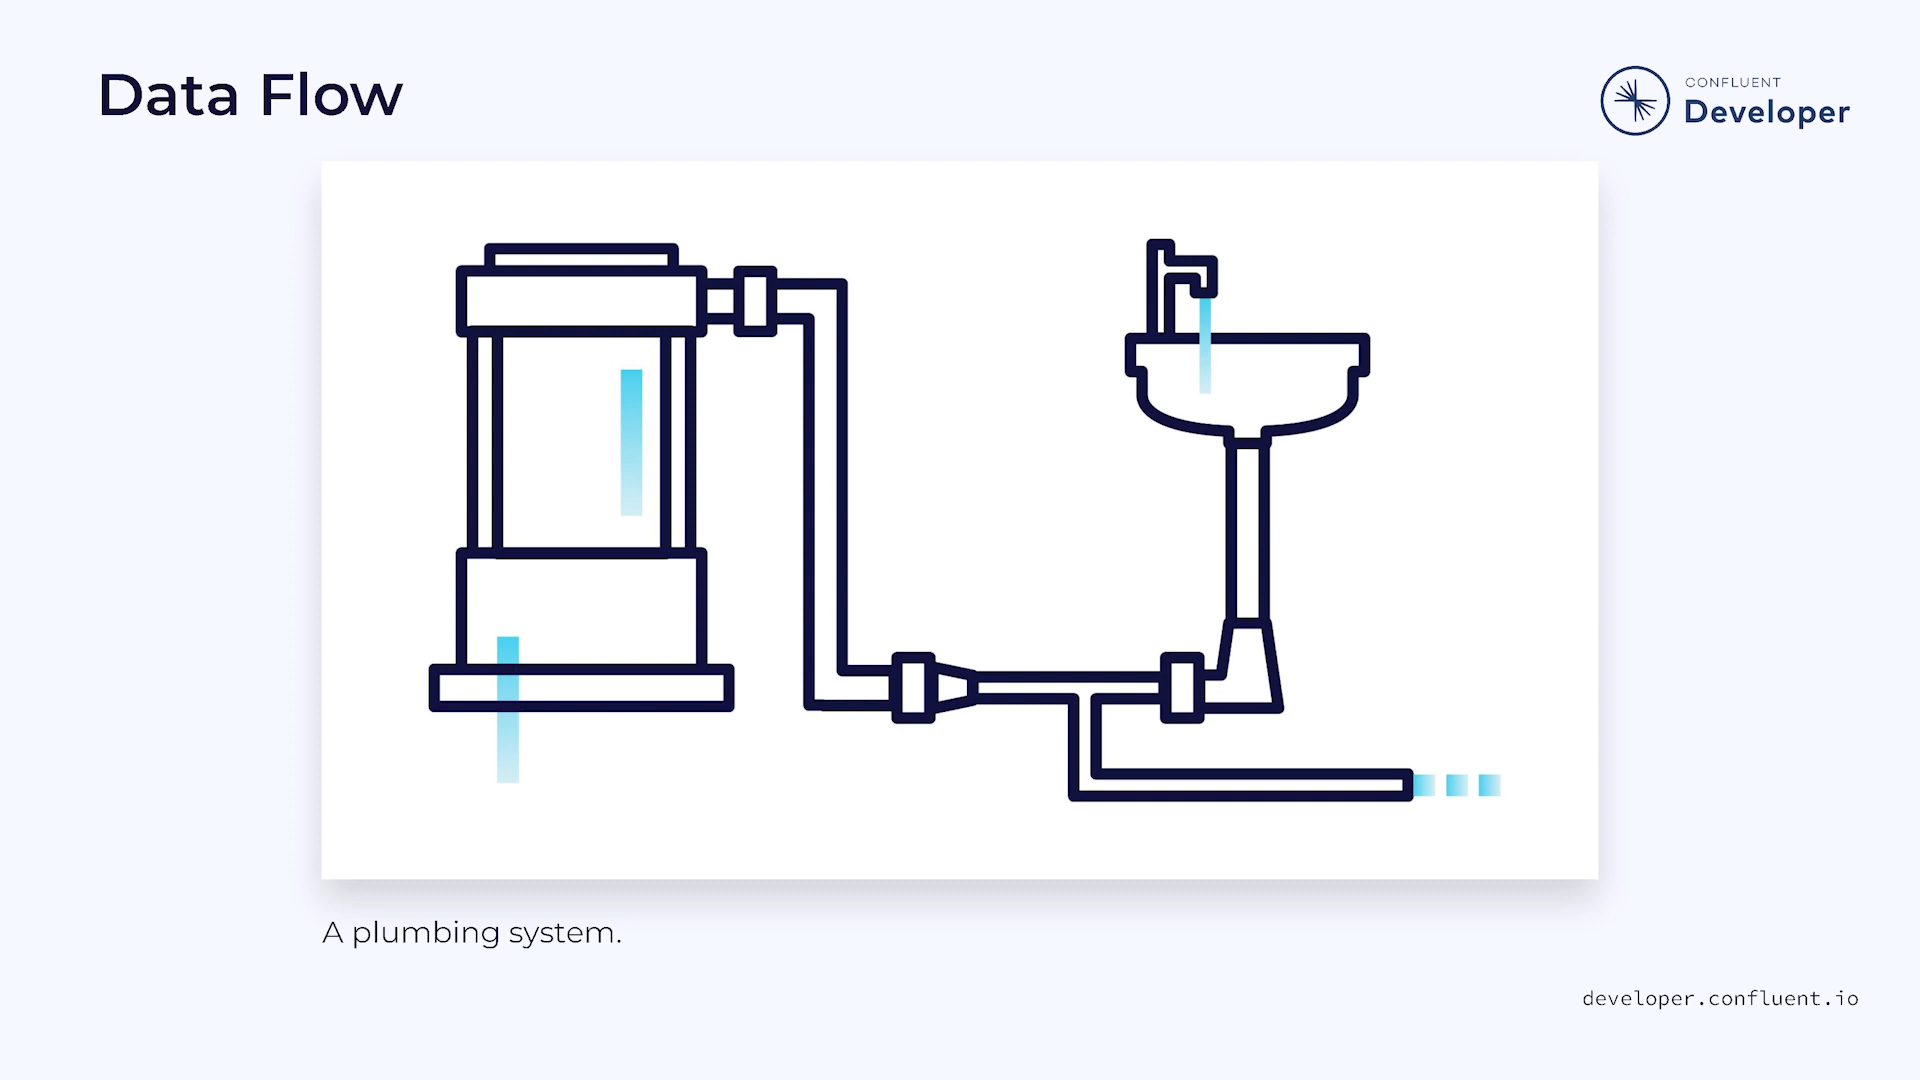 Data Flow
CONFLUENT
Developer
A plumbing system.
developer.confluent.io